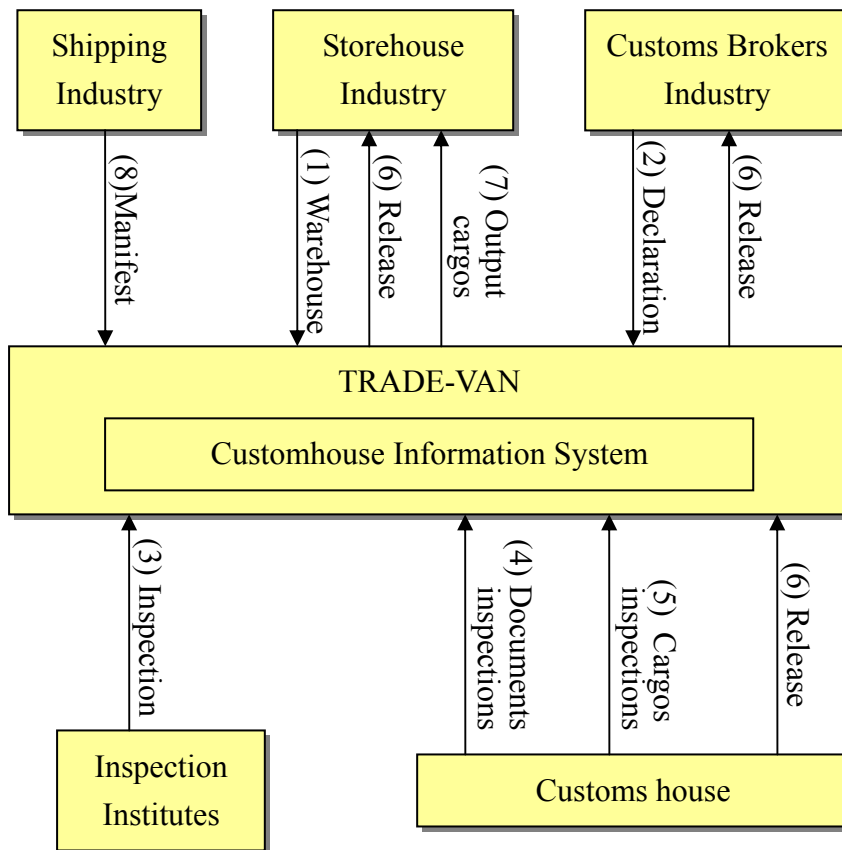 Shipping
Industry
Storehouse
Industry
Customs Brokers
Industry
(8)Manifest
(1) Warehouse
(6) Release
(7) Output
cargos
(2) Declaration
(6) Release
TRADE-VAN
Customhouse Information System
(3) Inspection
(4) Documents
inspections
(5) Cargos
inspections
(6) Release
Inspection
Institutes
Customs house